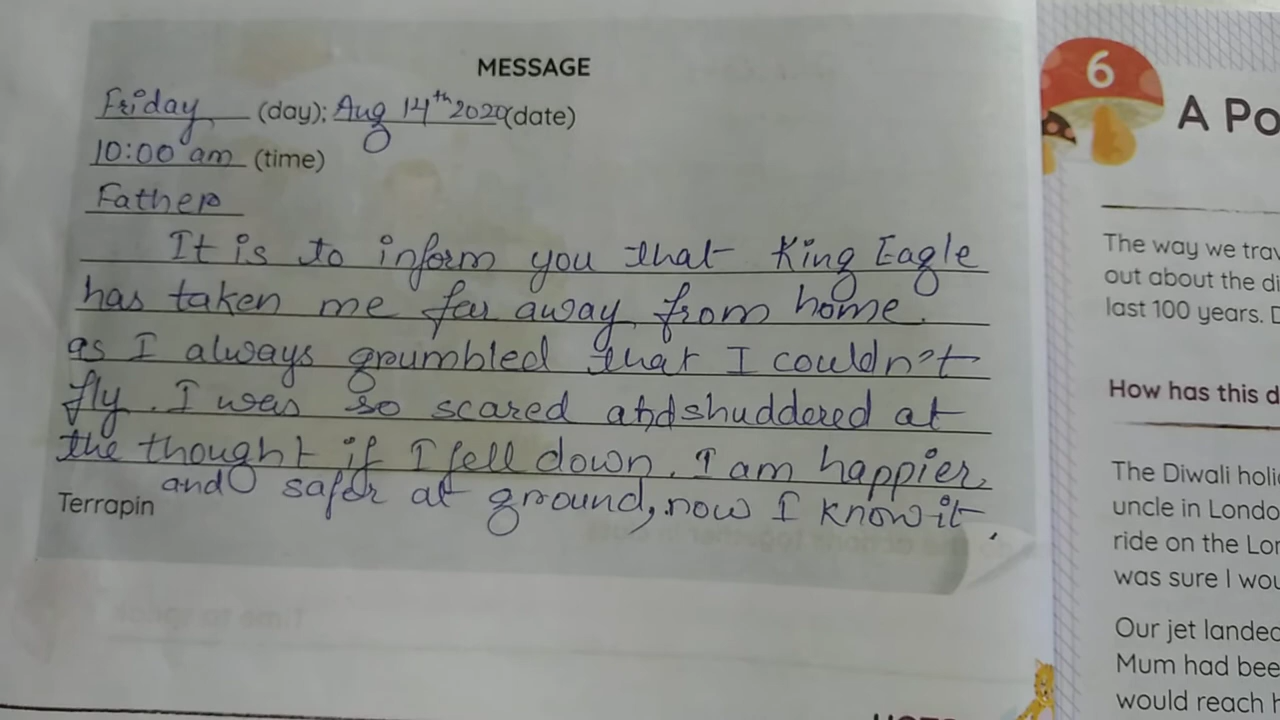 MESSAGE
Friday (day): Aug 14th 2020 (date)
10:00 am (time)
Father
It is to inform you that King Eagle
has taken me far away from home.
as I always grumbled that I couldn't
fly. I was so scared and shuddered at
the thought if I fell down. I am happier
and safer at ground, now I know it.
Terrapin
6
A Po
The way we trav
out about the di
last 100 years. D
How has this d
The Diwali holi
uncle in Londo
ride on the Lon
was sure I wou
Our jet landed
Mum had bee
would reach h